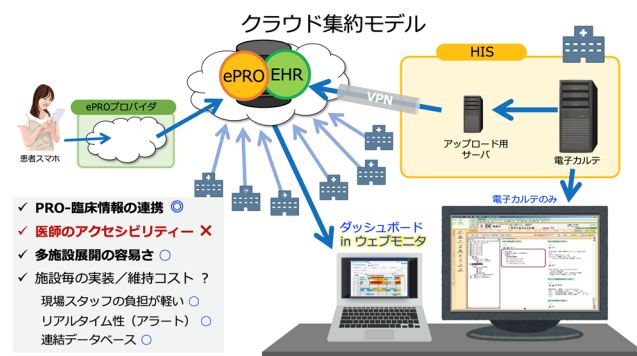 クラウド集約モデル
HIS
ePRO
EHR
VPN
ePROプロバイダ
患者スマホ
アップロード用
サーバ
電子カルテ
電子カルテのみ
ダッシュボード
in ウェブモニタ
✓ PRO-臨床情報の連携 ◎
✓ 医師のアクセシビリティー ×
✓ 多施設展開の容易さ ○
✓ 施設毎の実装／維持コスト ？
現場スタッフの負担が軽い ○
リアルタイム性（アラート） ○
連結データベース ○